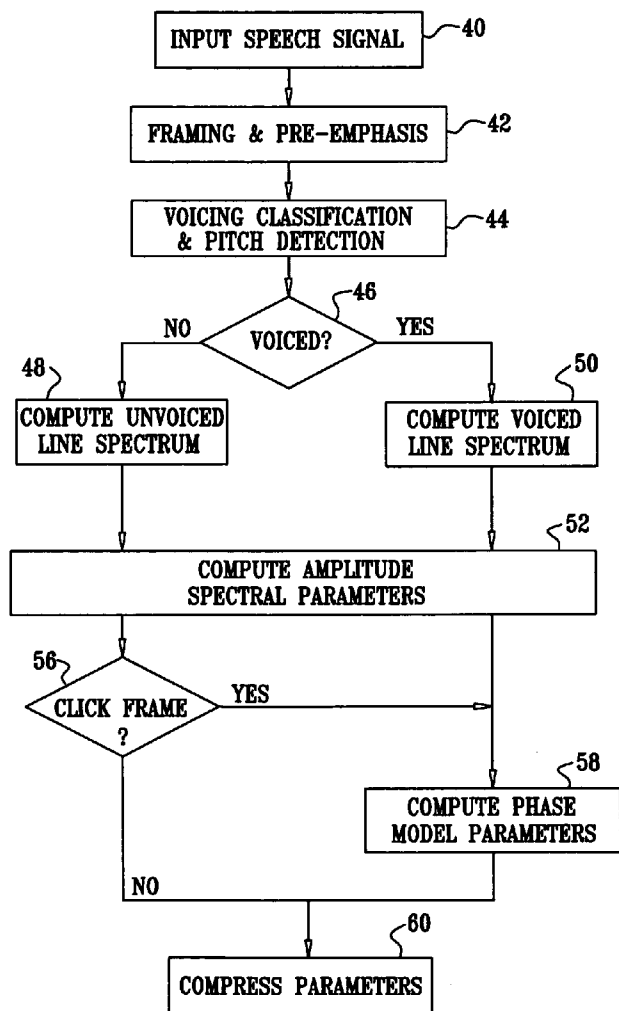 INPUT SPEECH SIGNAL
40
FRAMING & PRE-EMPHASIS
42
VOICING CLASSIFICATION
& PITCH DETECTION
44
46
NO
VOICED?
YES
48
50
COMPUTE UNVOICED
LINE SPECTRUM
COMPUTE VOICED
LINE SPECTRUM
52
COMPUTE AMPLITUDE
SPECTRAL PARAMETERS
56
CLICK FRAME
?
YES
58
COMPUTE PHASE
MODEL PARAMETERS
NO
60
COMPRESS PARAMETERS